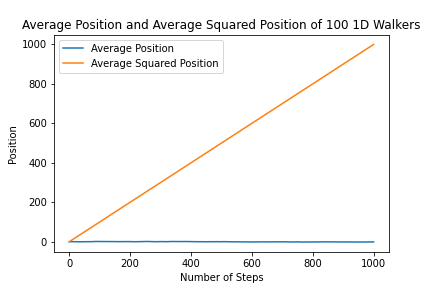 Average Position and Average Squared Position of 100 1D Walkers
Average Position
Average Squared Position
1000
800
600
400
200
0
Position
0 200 400 600 800 1000
Number of Steps